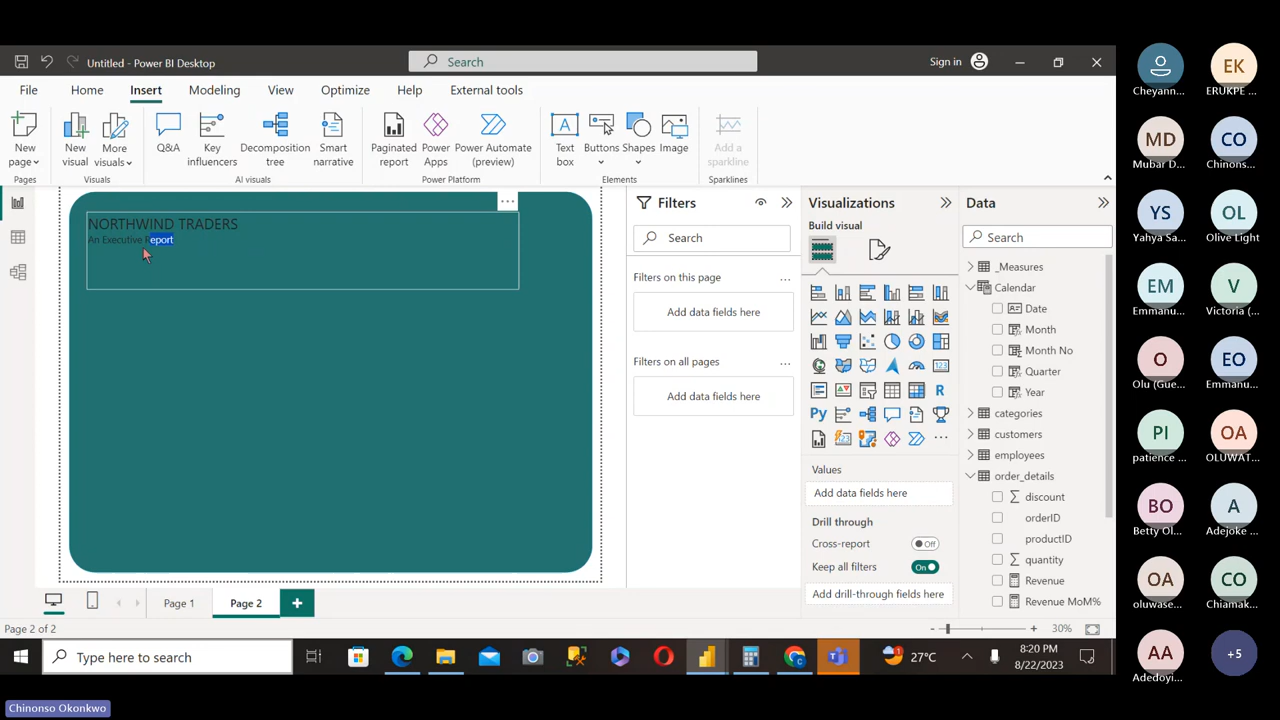 Untitled - Power BI Desktop
Search
Sign in
File
Home
Insert
Modeling
View
Optimize
Help
External tools
New page
New visual
More visuals
Q&A
Key influencers
Decomposition tree
Smart narrative
Paginated report
Power Apps
Power Automate (preview)
Text box
Buttons
Shapes
Image
Add a sparkline
Pages
Visuals
AI visuals
Power Platform
Elements
Sparklines
NORTHWIND TRADERS
An Executive Report
Filters
Search
Filters on this page
Add data fields here
Filters on all pages
Add data fields here
Visualizations
Build visual
123
R
Py
Values
Add data fields here
Drill through
Cross-report
Off
Keep all filters
On
Add drill-through fields here
Data
Search
_Measures
Calendar
Date
Month
Month No
Quarter
Year
categories
customers
employees
order_details
discount
orderID
productID
quantity
Revenue
Revenue MoM%
Page 1
Page 2
Page 2 of 2
30%
Type here to search
27°C
8:20 PM
8/22/2023
Cheyann...
EK
ERUKPE ...
MD
Mubar D...
CO
Chinons...
YS
Yahya Sa...
OL
Olive Light
EM
Emmanu...
V
Victoria (...
O
Olu (Gue...
EO
Emmanu...
PI
patience ...
OA
OLUWAT...
BO
Betty Ol...
A
Adejoke ...
OA
oluwase...
CO
Chiamak...
AA
Adedoyi...
+5
Chinonso Okonkwo